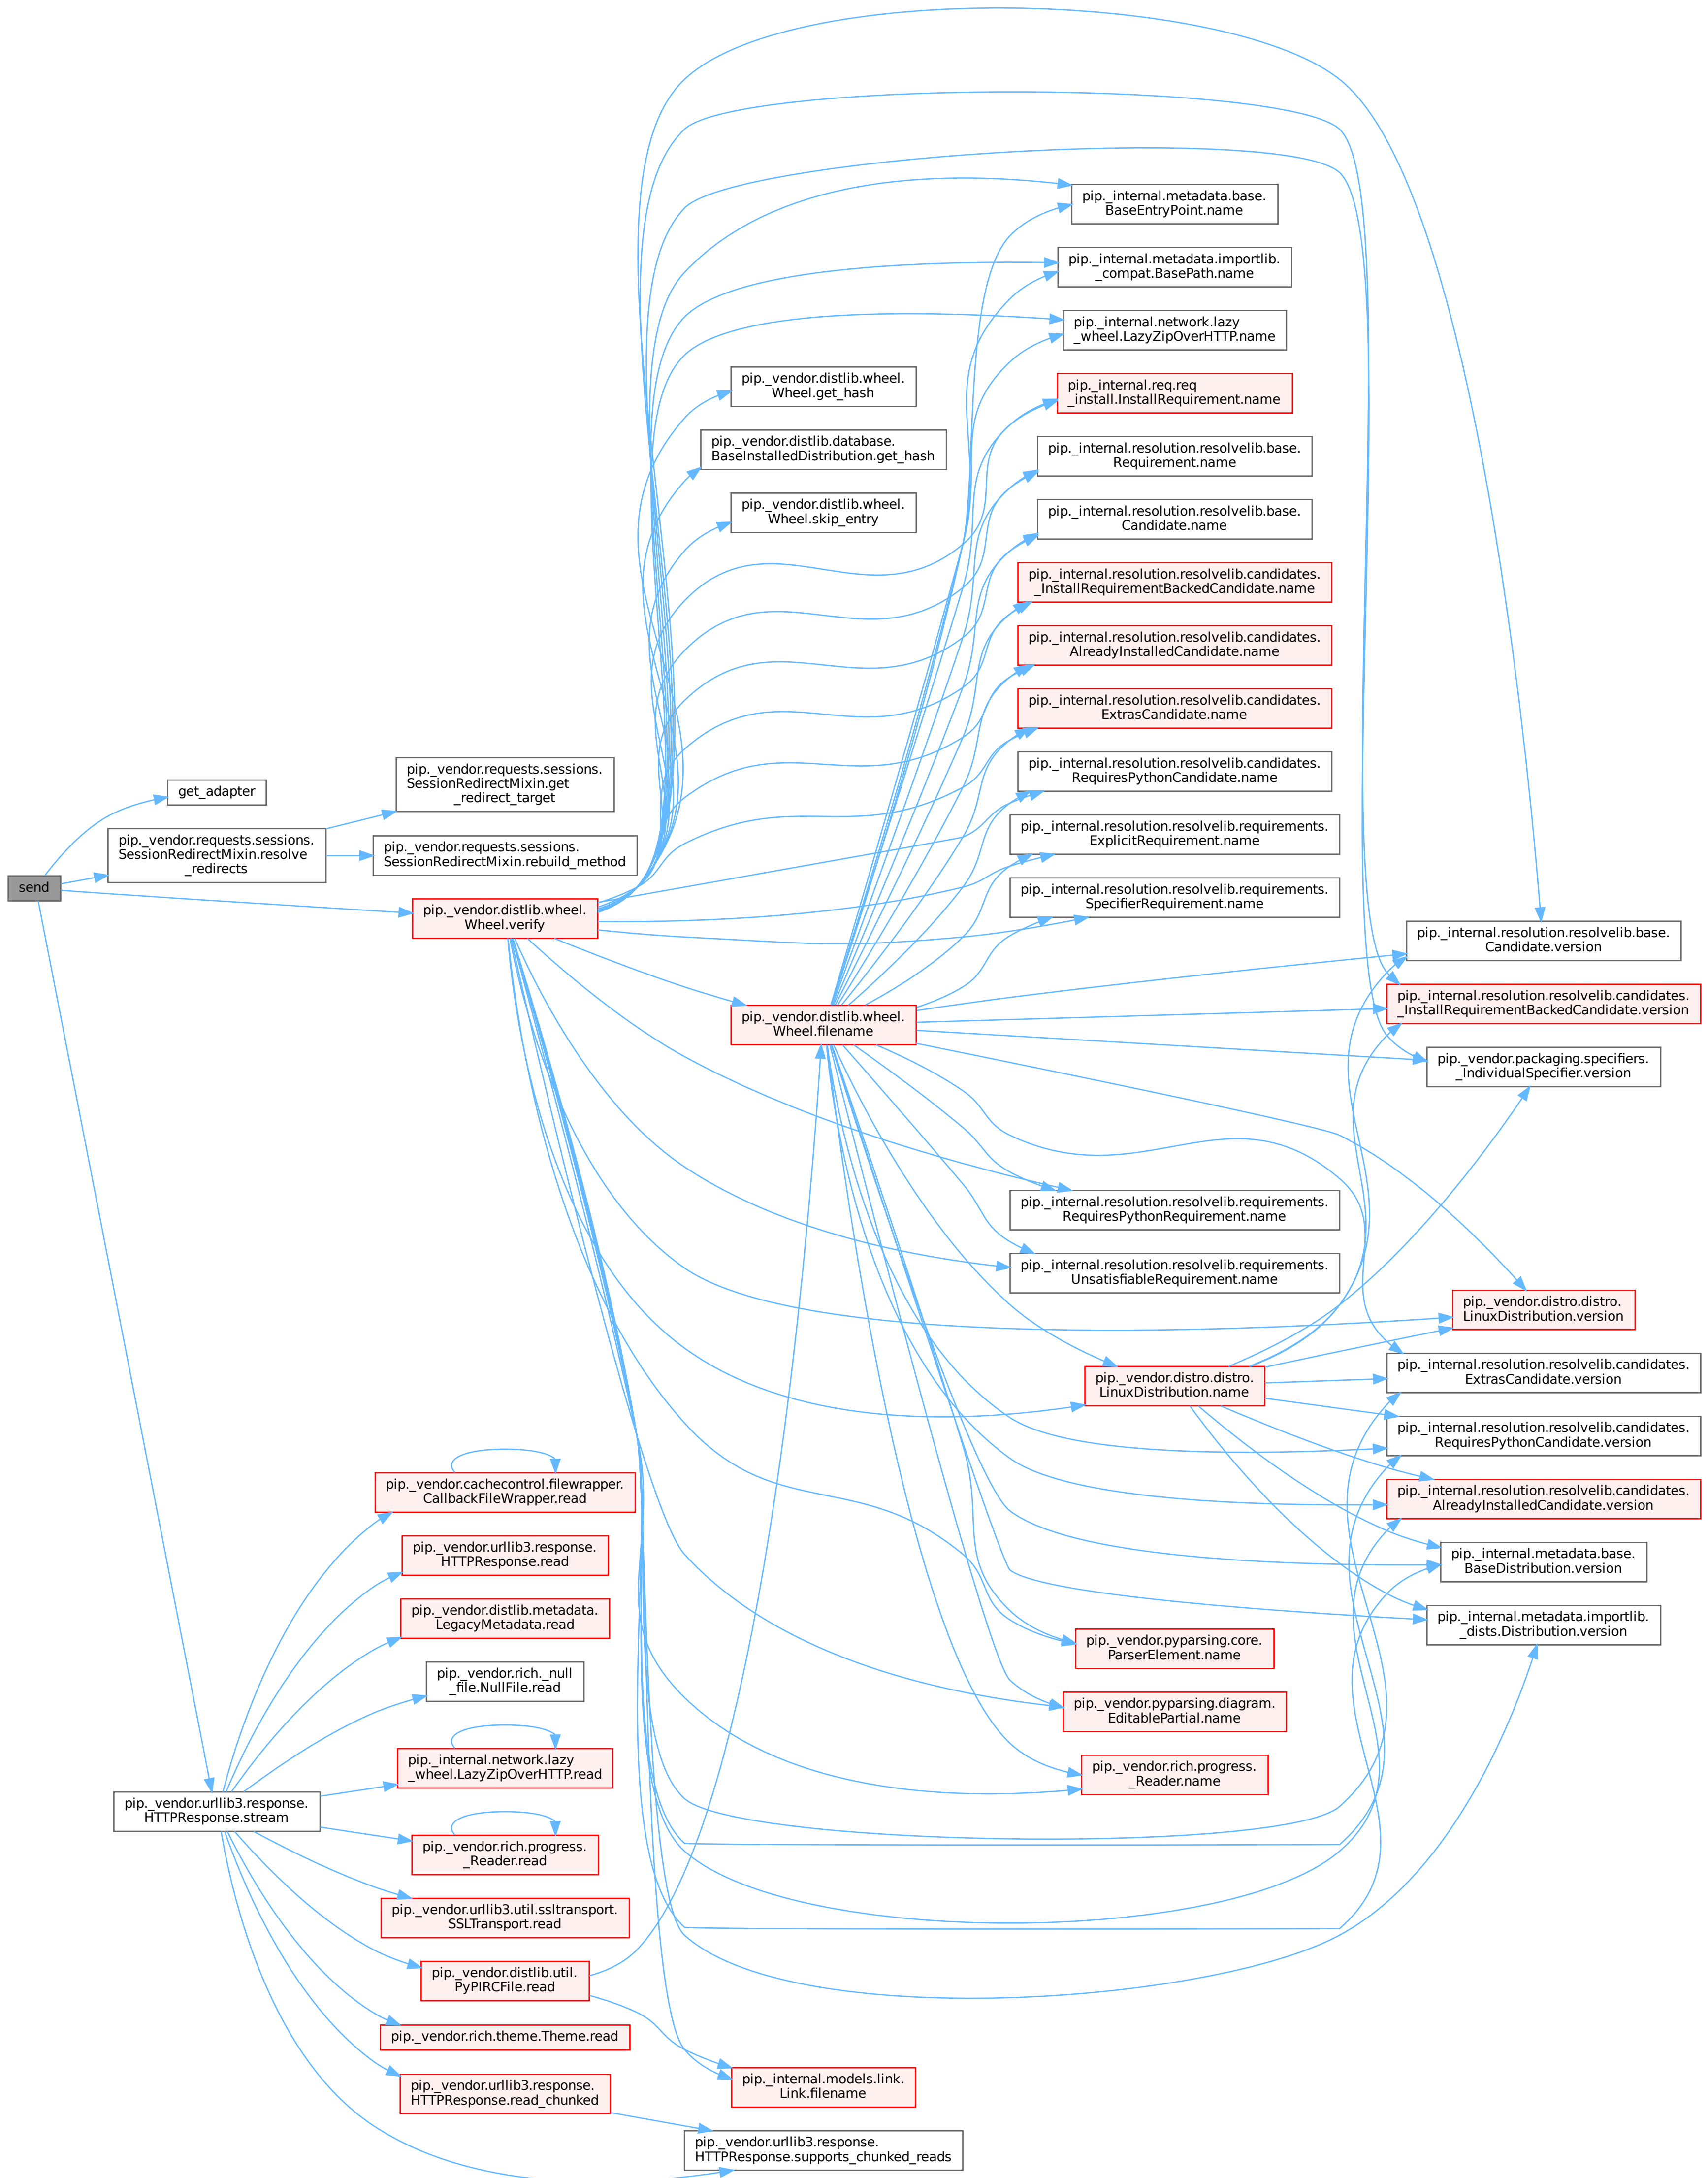 send
get_adapter
pip._vendor.requests.sessions.
SessionRedirectMixin.resolve
_redirects
pip._vendor.requests.sessions.
SessionRedirectMixin.get
_redirect_target
pip._vendor.requests.sessions.
SessionRedirectMixin.rebuild_method
pip._vendor.distlib.wheel.
Wheel.verify
pip._vendor.urllib3.response.
HTTPResponse.stream
pip._vendor.cachecontrol.filewrapper.
CallbackFileWrapper.read
pip._vendor.urllib3.response.
HTTPResponse.read
pip._vendor.distlib.metadata.
LegacyMetadata.read
pip._vendor.rich._null
_file.NullFile.read
pip._internal.network.lazy
_wheel.LazyZipOverHTTP.read
pip._vendor.rich.progress.
_Reader.read
pip._vendor.urllib3.util.ssltransport.
SSLTransport.read
pip._vendor.distlib.util.
PyPIRCFile.read
pip._vendor.rich.theme.Theme.read
pip._vendor.urllib3.response.
HTTPResponse.read_chunked
pip._vendor.distlib.wheel.
Wheel.get_hash
pip._vendor.distlib.database.
BaseInstalledDistribution.get_hash
pip._vendor.distlib.wheel.
Wheel.skip_entry
pip._vendor.distlib.wheel.
Wheel.filename
pip._internal.models.link.
Link.filename
pip._vendor.urllib3.response.
HTTPResponse.supports_chunked_reads
pip._internal.metadata.base.
BaseEntryPoint.name
pip._internal.metadata.importlib.
_compat.BasePath.name
pip._internal.network.lazy
_wheel.LazyZipOverHTTP.name
pip._internal.req.req
_install.InstallRequirement.name
pip._internal.resolution.resolvelib.base.
Requirement.name
pip._internal.resolution.resolvelib.base.
Candidate.name
pip._internal.resolution.resolvelib.candidates.
_InstallRequirementBackedCandidate.name
pip._internal.resolution.resolvelib.candidates.
AlreadyInstalledCandidate.name
pip._internal.resolution.resolvelib.candidates.
ExtrasCandidate.name
pip._internal.resolution.resolvelib.candidates.
RequiresPythonCandidate.name
pip._internal.resolution.resolvelib.requirements.
ExplicitRequirement.name
pip._internal.resolution.resolvelib.requirements.
SpecifierRequirement.name
pip._internal.resolution.resolvelib.requirements.
RequiresPythonRequirement.name
pip._internal.resolution.resolvelib.requirements.
UnsatisfiableRequirement.name
pip._vendor.distro.distro.
LinuxDistribution.name
pip._vendor.pyparsing.core.
ParserElement.name
pip._vendor.pyparsing.diagram.
EditablePartial.name
pip._vendor.rich.progress.
_Reader.name
pip._internal.resolution.resolvelib.base.
Candidate.version
pip._internal.resolution.resolvelib.candidates.
_InstallRequirementBackedCandidate.version
pip._vendor.packaging.specifiers.
_IndividualSpecifier.version
pip._vendor.distro.distro.
LinuxDistribution.version
pip._internal.resolution.resolvelib.candidates.
ExtrasCandidate.version
pip._internal.resolution.resolvelib.candidates.
RequiresPythonCandidate.version
pip._internal.resolution.resolvelib.candidates.
AlreadyInstalledCandidate.version
pip._internal.metadata.base.
BaseDistribution.version
pip._internal.metadata.importlib.
_dists.Distribution.version